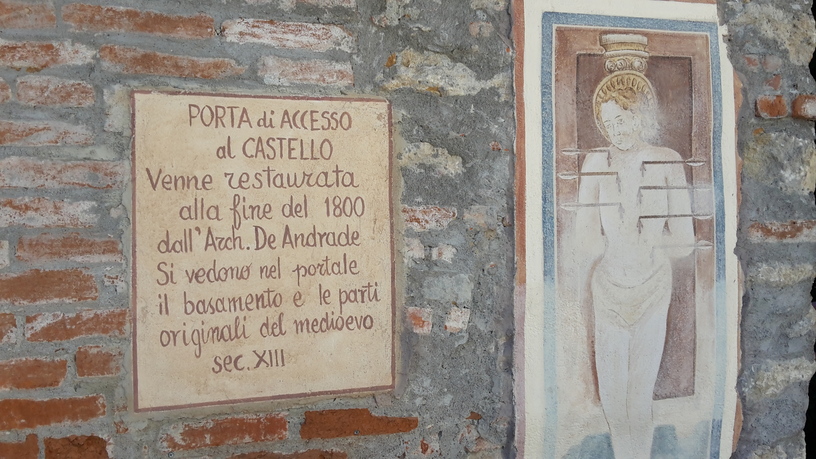 PORTA di ACCESSO
al CASTELLO
Venne restaurata
alla fine del 1800
dall'Arch. De Andrade
Si vedono nel portale
il basamento e le parti
originali del medioevo
sec. XIII